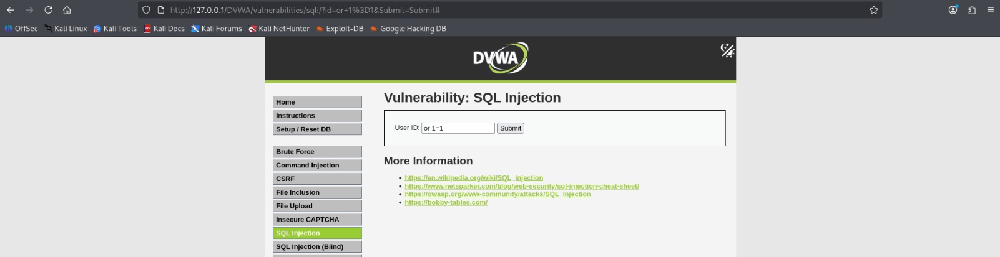 http://127.0.0.1/DVWA/vulnerabilities/sqli/?id=or+1%3D1&Submit=Submit#
OffSec Kali Linux Kali Tools Kali Docs Kali Forums Kali NetHunter Exploit-DB Google Hacking DB
DVWA
Home
Instructions
Setup / Reset DB
Brute Force
Command Injection
CSRF
File Inclusion
File Upload
Insecure CAPTCHA
SQL Injection
SQL Injection (Blind)
Vulnerability: SQL Injection
User ID: or 1=1 Submit
More Information
https://en.wikipedia.org/wiki/SQL_injection
https://www.netsparker.com/blog/web-security/sql-injection-cheat-sheet/
https://owasp.org/www-community/attacks/SQL_Injection
https://bobby-tables.com/